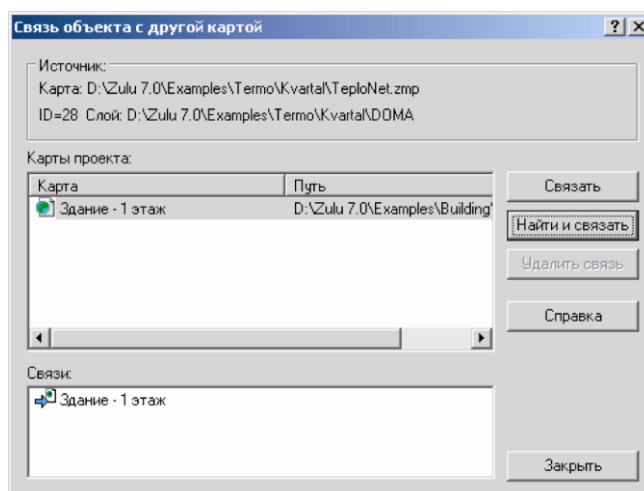 Связь объекта с другой картой
Источник:
Карта: D:\Zulu 7.0\Examples\Termo\Kvartal\TeploNet.zmp
ID=28 Слой: D:\Zulu 7.0\Examples\Termo\Kvartal\DOMA
Карты проекта:
Карта Путь
Здание - 1 этаж D:\Zulu 7.0\Examples\Building'
Связать
Найти и связать
Удалить связь
Справка
Связи:
Здание - 1 этаж
Закрыть